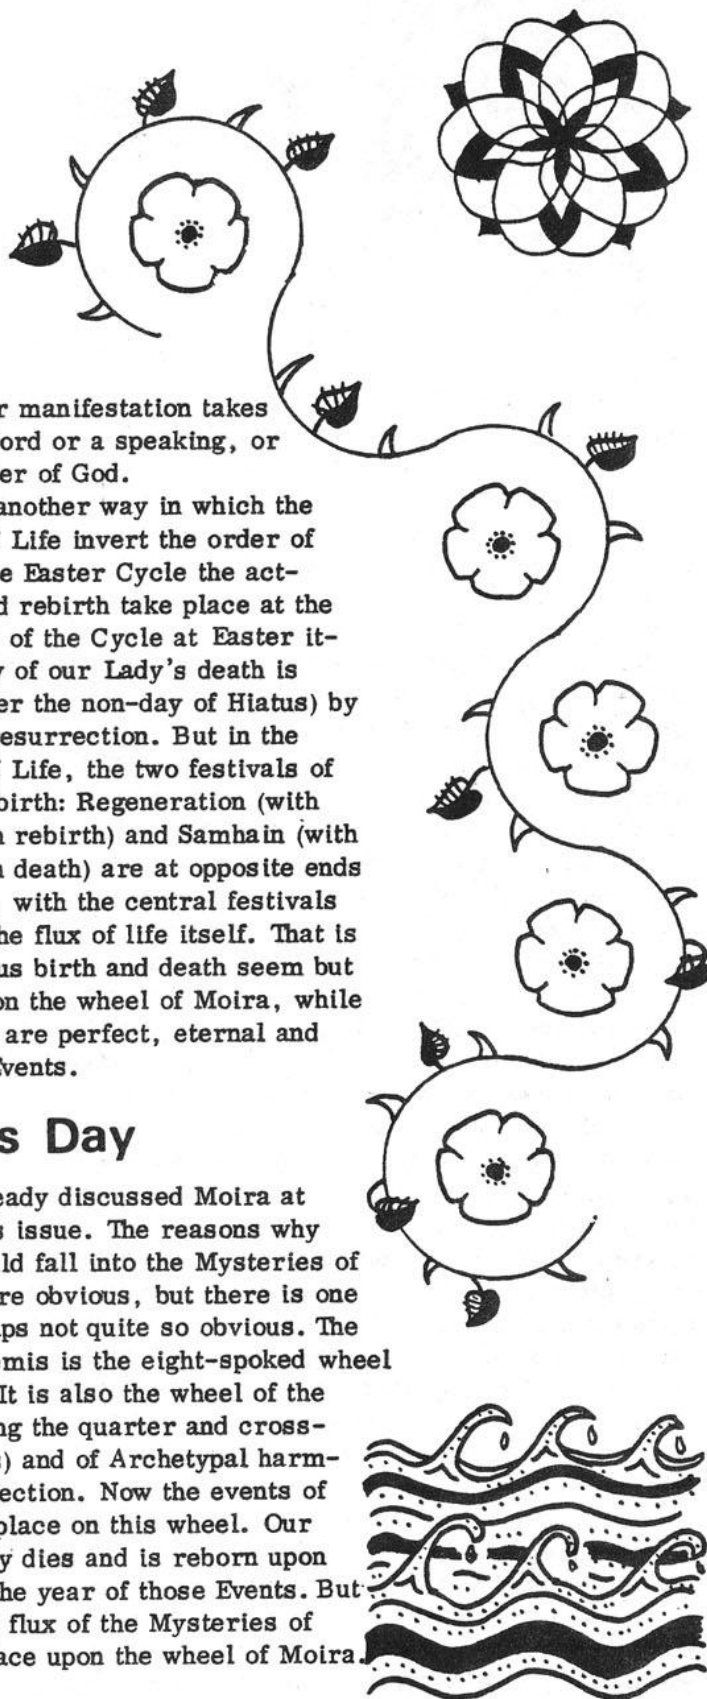 r manifestation takes
ord or a speaking, or
er of God.
another way in which the
Life invert the order of
e Easter Cycle the act-
d rebirth take place at the
of the Cycle at Easter it-
y of our Lady's death is
er the non-day of Hiatus) by
esurrection. But in the
f Life, the two festivals of
birth: Regeneration (with
n rebirth) and Samhain (with
n death) are at opposite ends
with the central festivals
he flux of life itself. That is
us birth and death seem but
on the wheel of Moira, while
are perfect, eternal and
vents.
s Day
eady discussed Moira at
s issue. The reasons why
ld fall into the Mysteries of
re obvious, but there is one
ps not quite so obvious. The
emis is the eight-spoked wheel
It is also the wheel of the
ng the quarter and cross-
s) and of Archetypal harm-
ection. Now the events of
place on this wheel. Our
y dies and is reborn upon
he year of those Events. But
flux of the Mysteries of
ace upon the wheel of Moira.